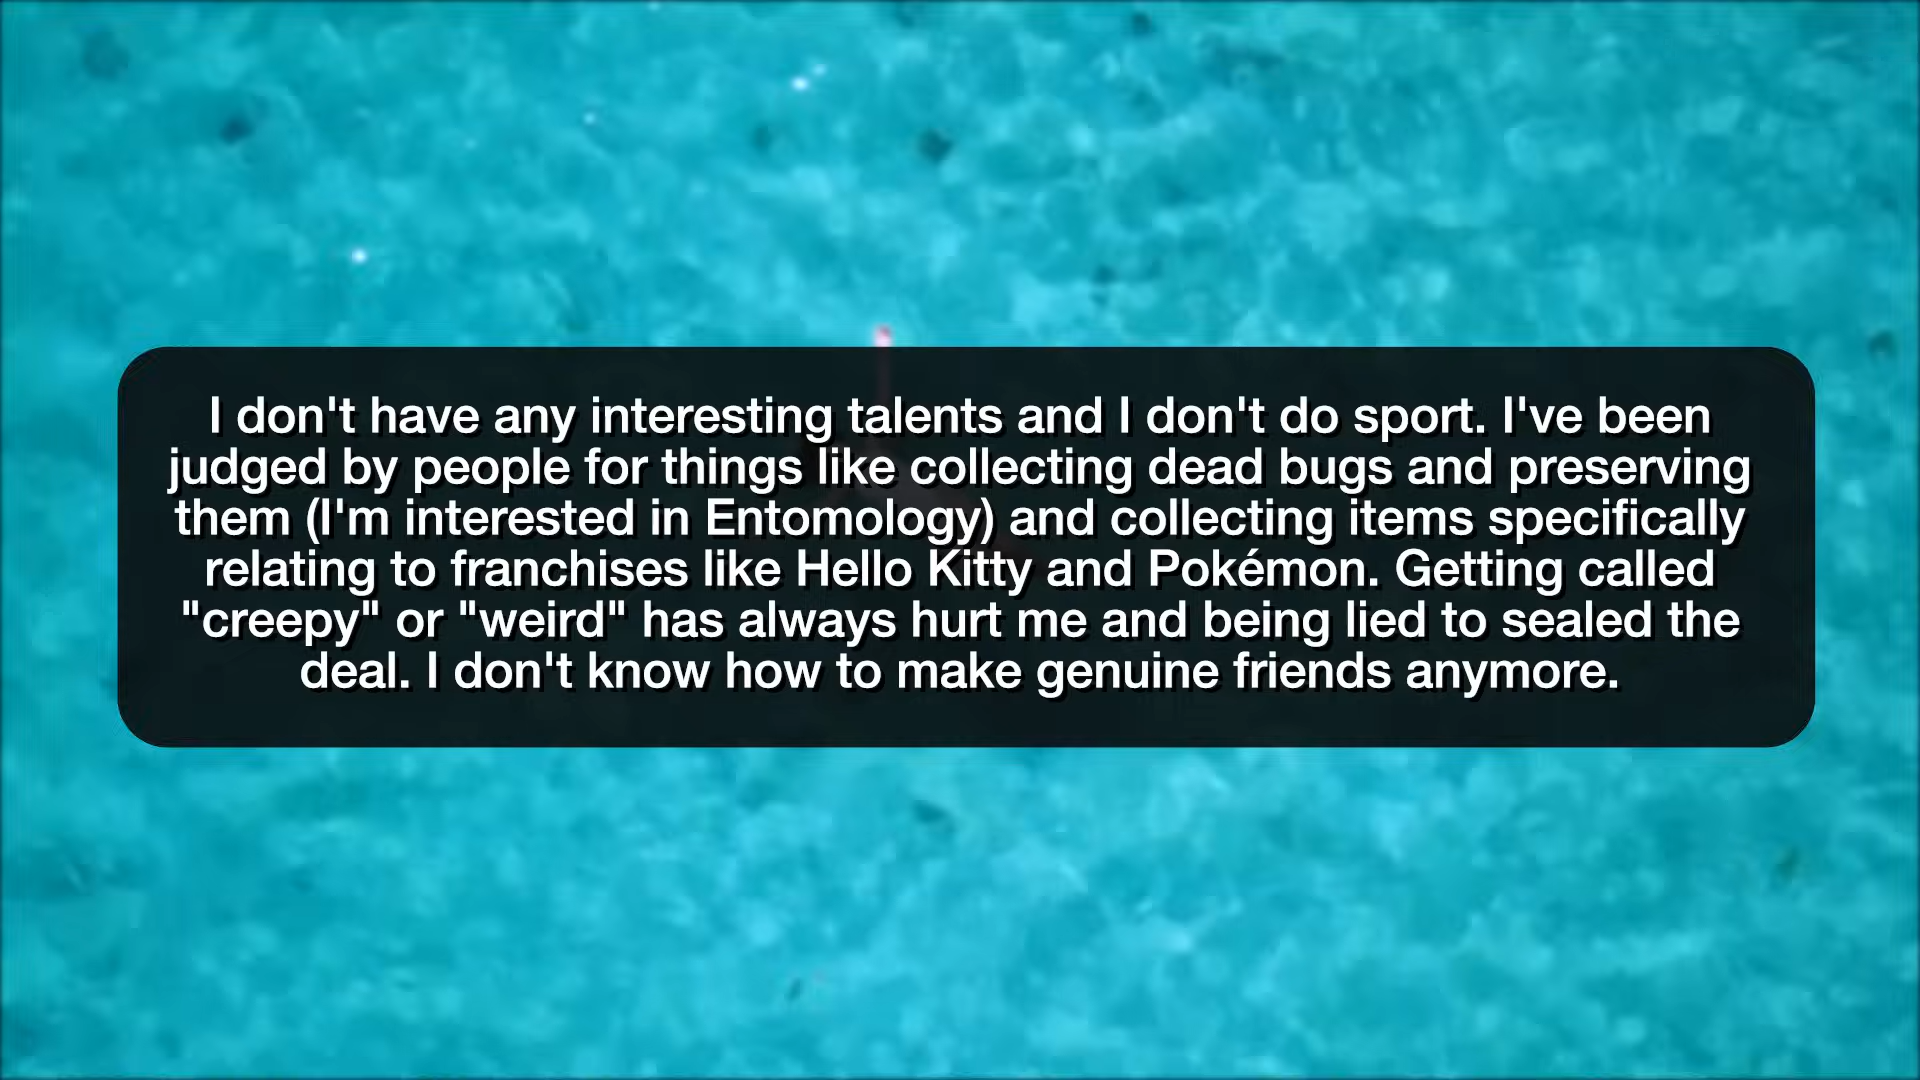 I don't have any interesting talents and I don't do sport. I've been
judged by people for things like collecting dead bugs and preserving
them (I'm interested in Entomology) and collecting items specifically
relating to franchises like Hello Kitty and Pokémon. Getting called
"creepy" or "weird" has always hurt me and being lied to sealed the
deal. I don't know how to make genuine friends anymore.